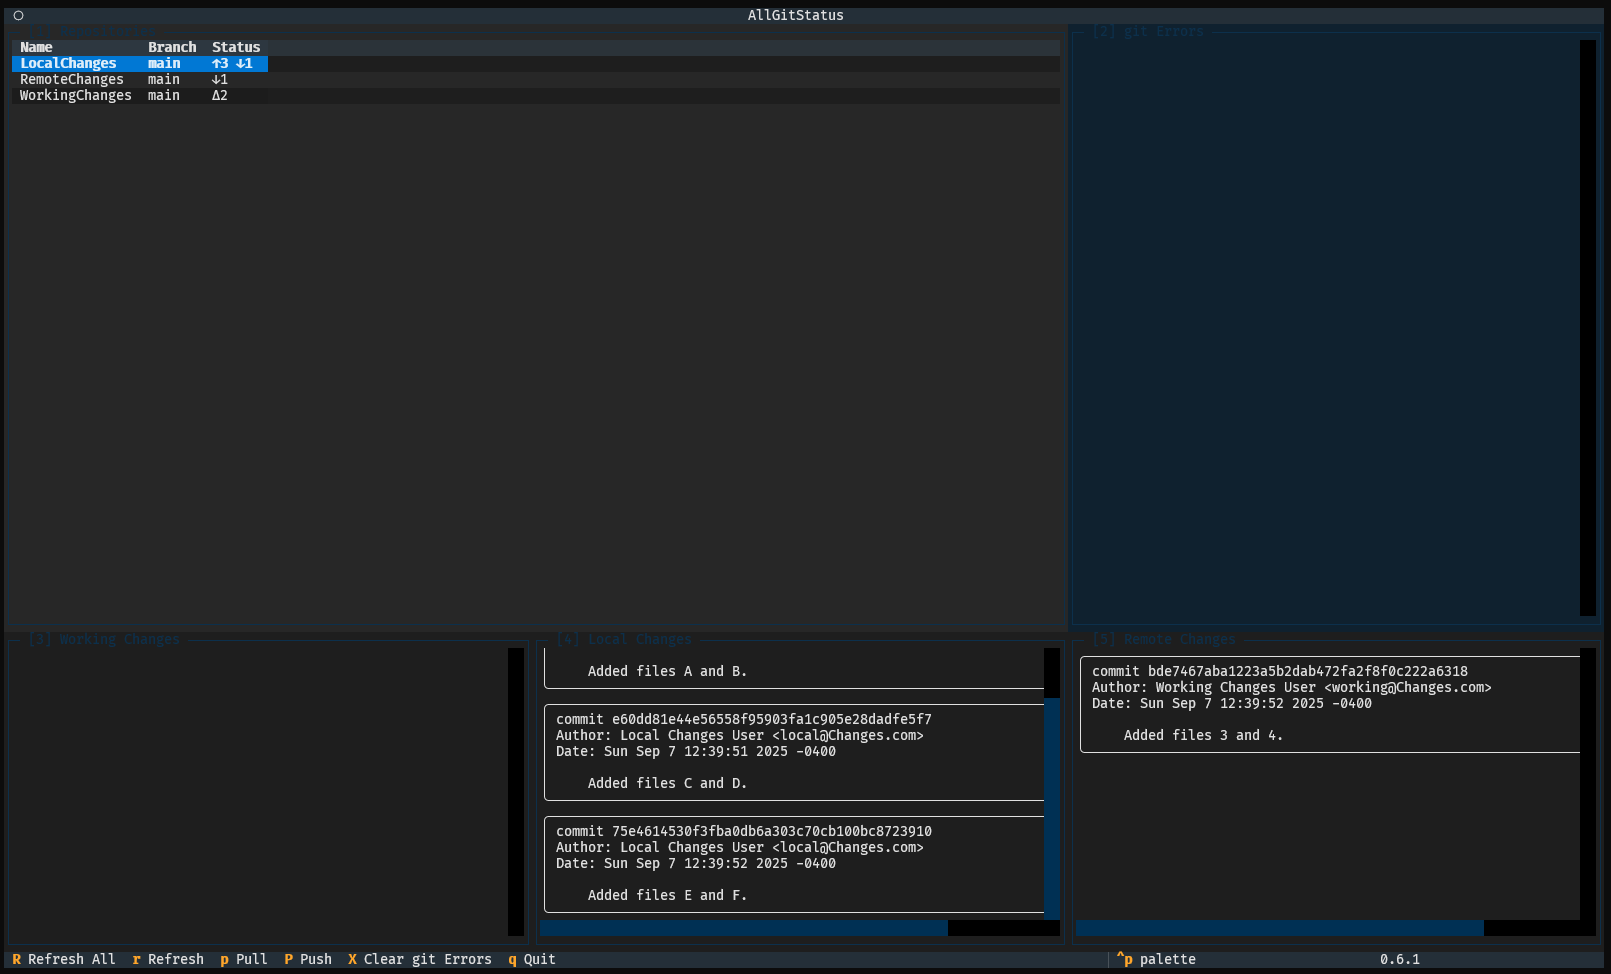 AllGitStatus
Name Branch Status
LocalChanges main ↑3 ↓1
RemoteChanges main ↓1
WorkingChanges main Δ2
[2] git Errors
[3] Working Changes
[4] Local Changes
Added files A and B.
commit e60dd81e44e56558f95903fa1c905e28dadfe5f7
Author: Local Changes User <local@Changes.com>
Date: Sun Sep 7 12:39:51 2025 -0400
Added files C and D.
commit 75e4614530f3fba0db6a303c70cb100bc8723910
Author: Local Changes User <local@Changes.com>
Date: Sun Sep 7 12:39:52 2025 -0400
Added files E and F.
[5] Remote Changes
commit bde7467aba1223a5b2dab472fa2f8f0c222a6318
Author: Working Changes User <working@Changes.com>
Date: Sun Sep 7 12:39:52 2025 -0400
Added files 3 and 4.
R Refresh All r Refresh p Pull P Push X Clear git Errors q Quit ^p palette 0.6.1